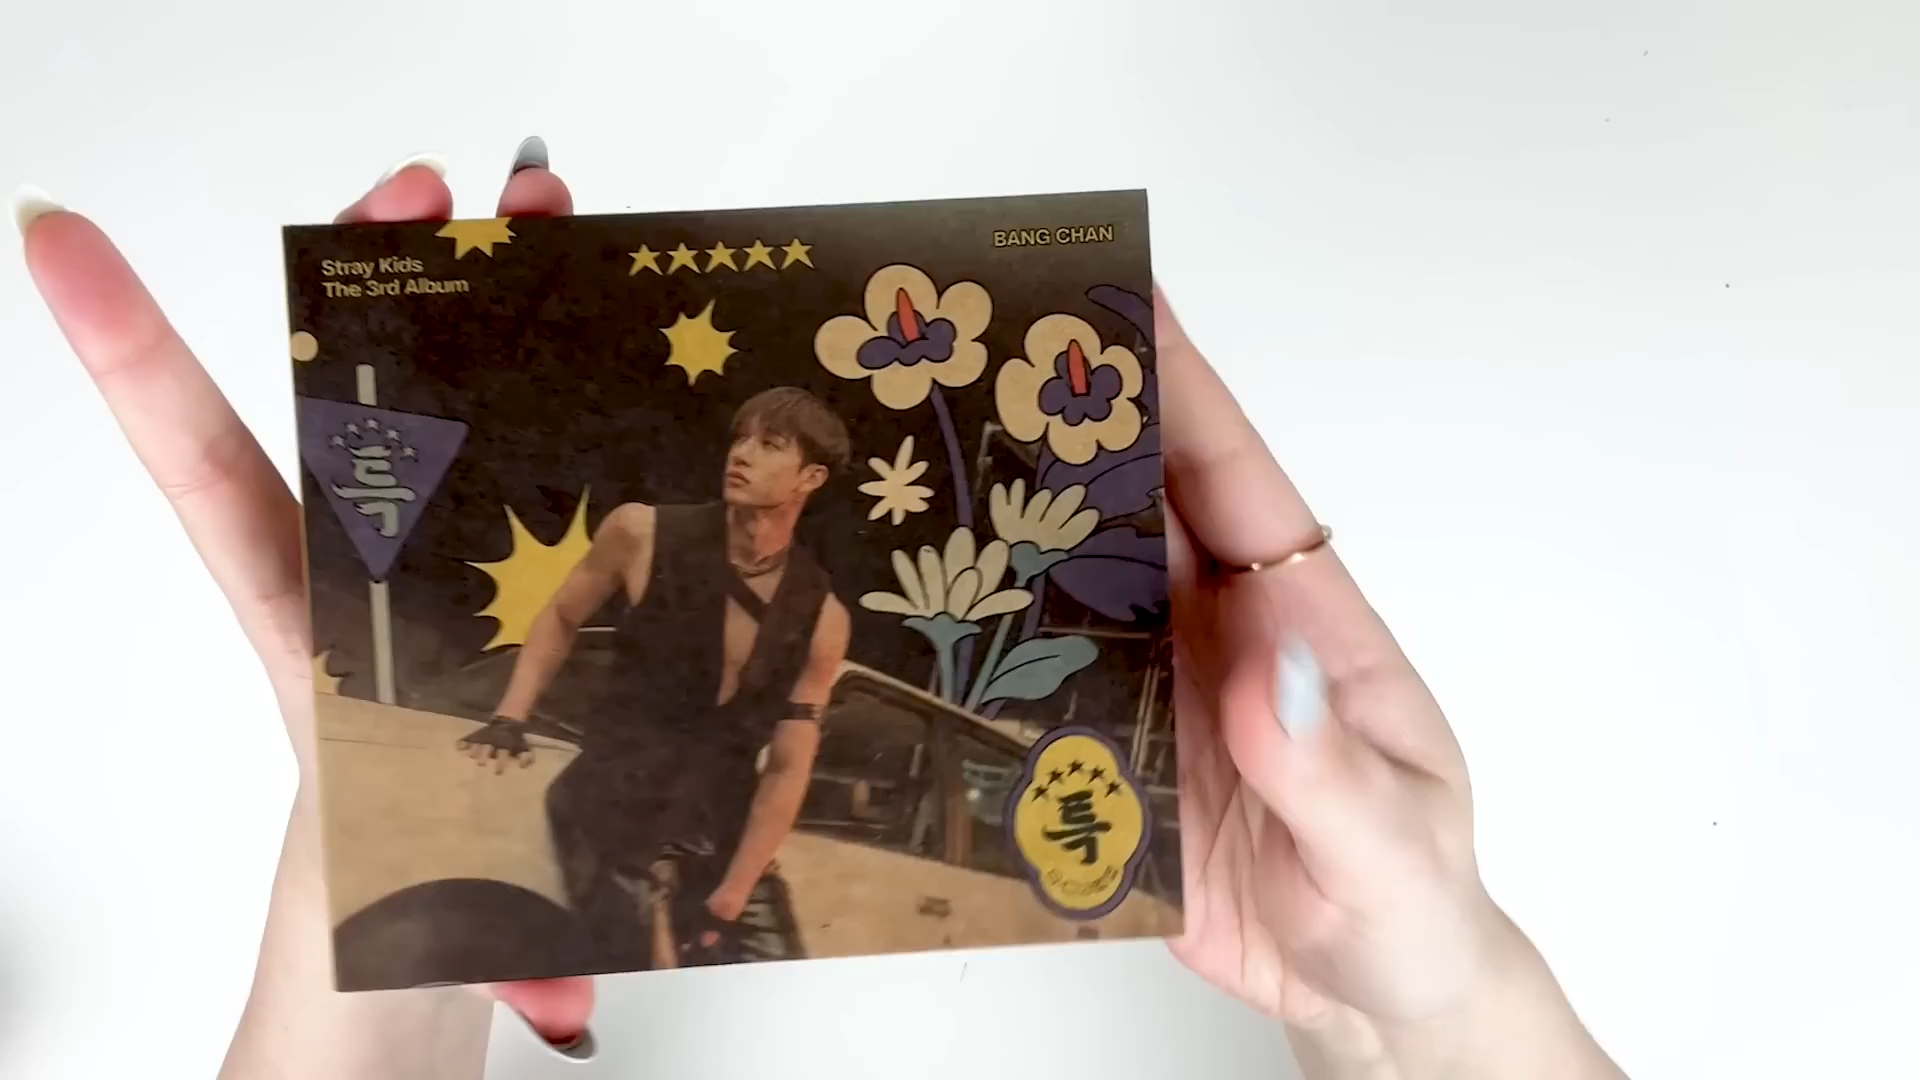 Stray Kids
The 3rd Album
★★★★★
BANG CHAN
특
특